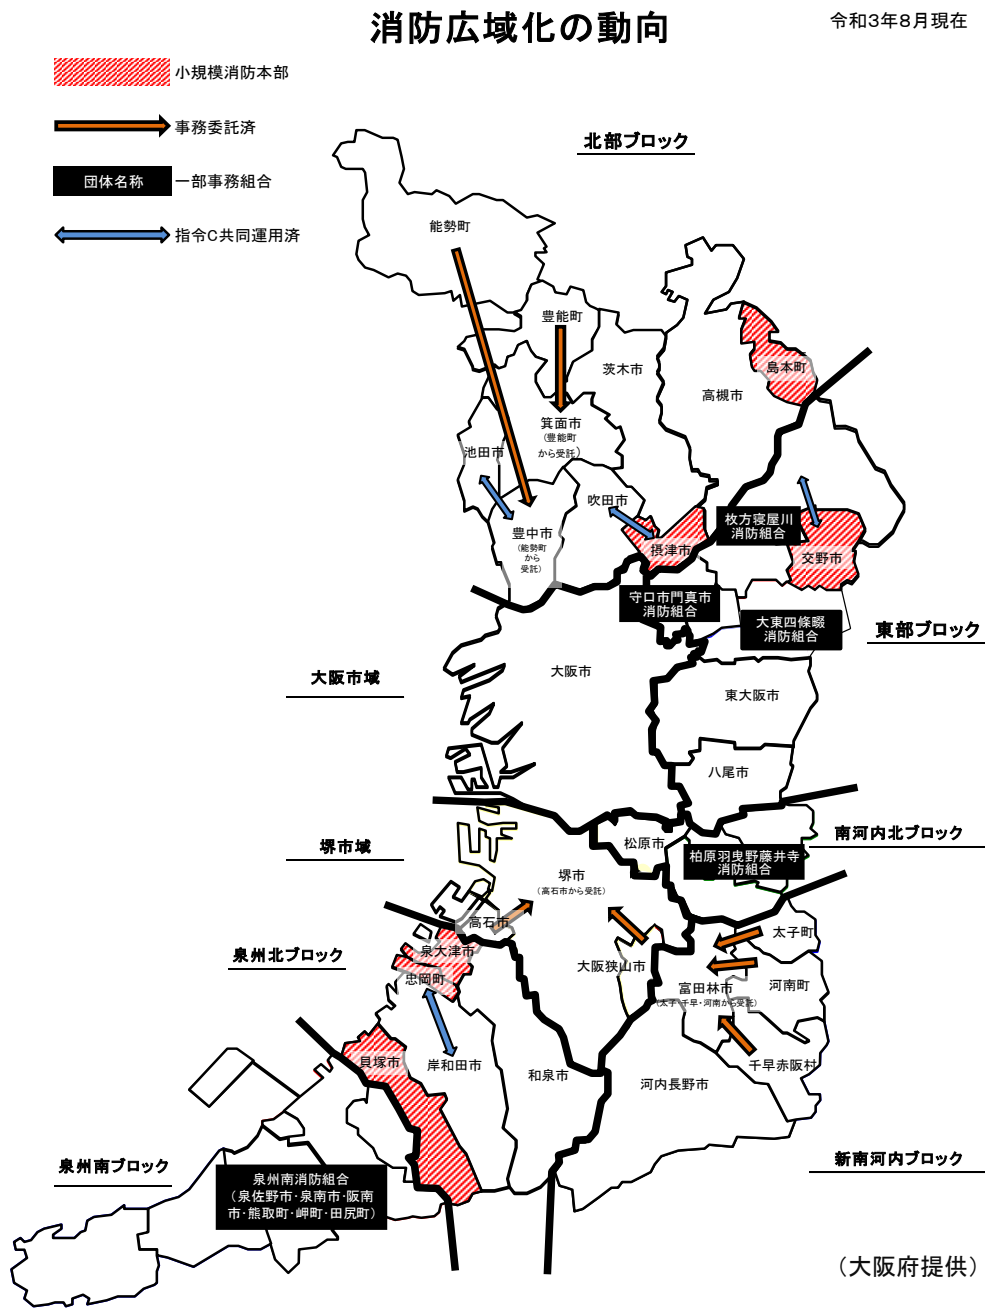 消防広域化の動向
令和3年8月現在
小規模消防本部
事務委託済
団体名称
一部事務組合
指令C共同運用済
北部ブロック
能勢町
豊能町
茨木市
島本町
高槻市
箕面市
(豊能町
から受託)
池田市
吹田市
豊中市
(能勢町
から
受託)
摂津市
枚方寝屋川
消防組合
交野市
守口市門真市
消防組合
大東四條畷
消防組合
東部ブロック
大阪市域
大阪市
東大阪市
八尾市
堺市域
松原市
南河内北ブロック
柏原羽曳野藤井寺
消防組合
堺市
(高石市から受託)
高石市
太子町
泉州北ブロック
泉大津市
忠岡町
大阪狭山市
富田林市
(太子・千早・河南から受託)
河南町
貝塚市
岸和田市
和泉市
河内長野市
千早赤阪村
泉州南ブロック
泉州南消防組合
(泉佐野市・泉南市・阪南
市・熊取町・岬町・田尻町)
新南河内ブロック
(大阪府提供)